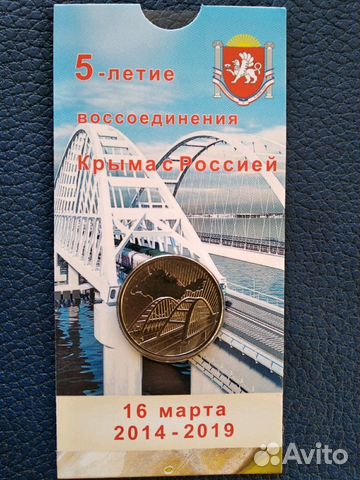 5-летие
воссоединения
Крыма с Россией
16 марта
2014-2019
Avito